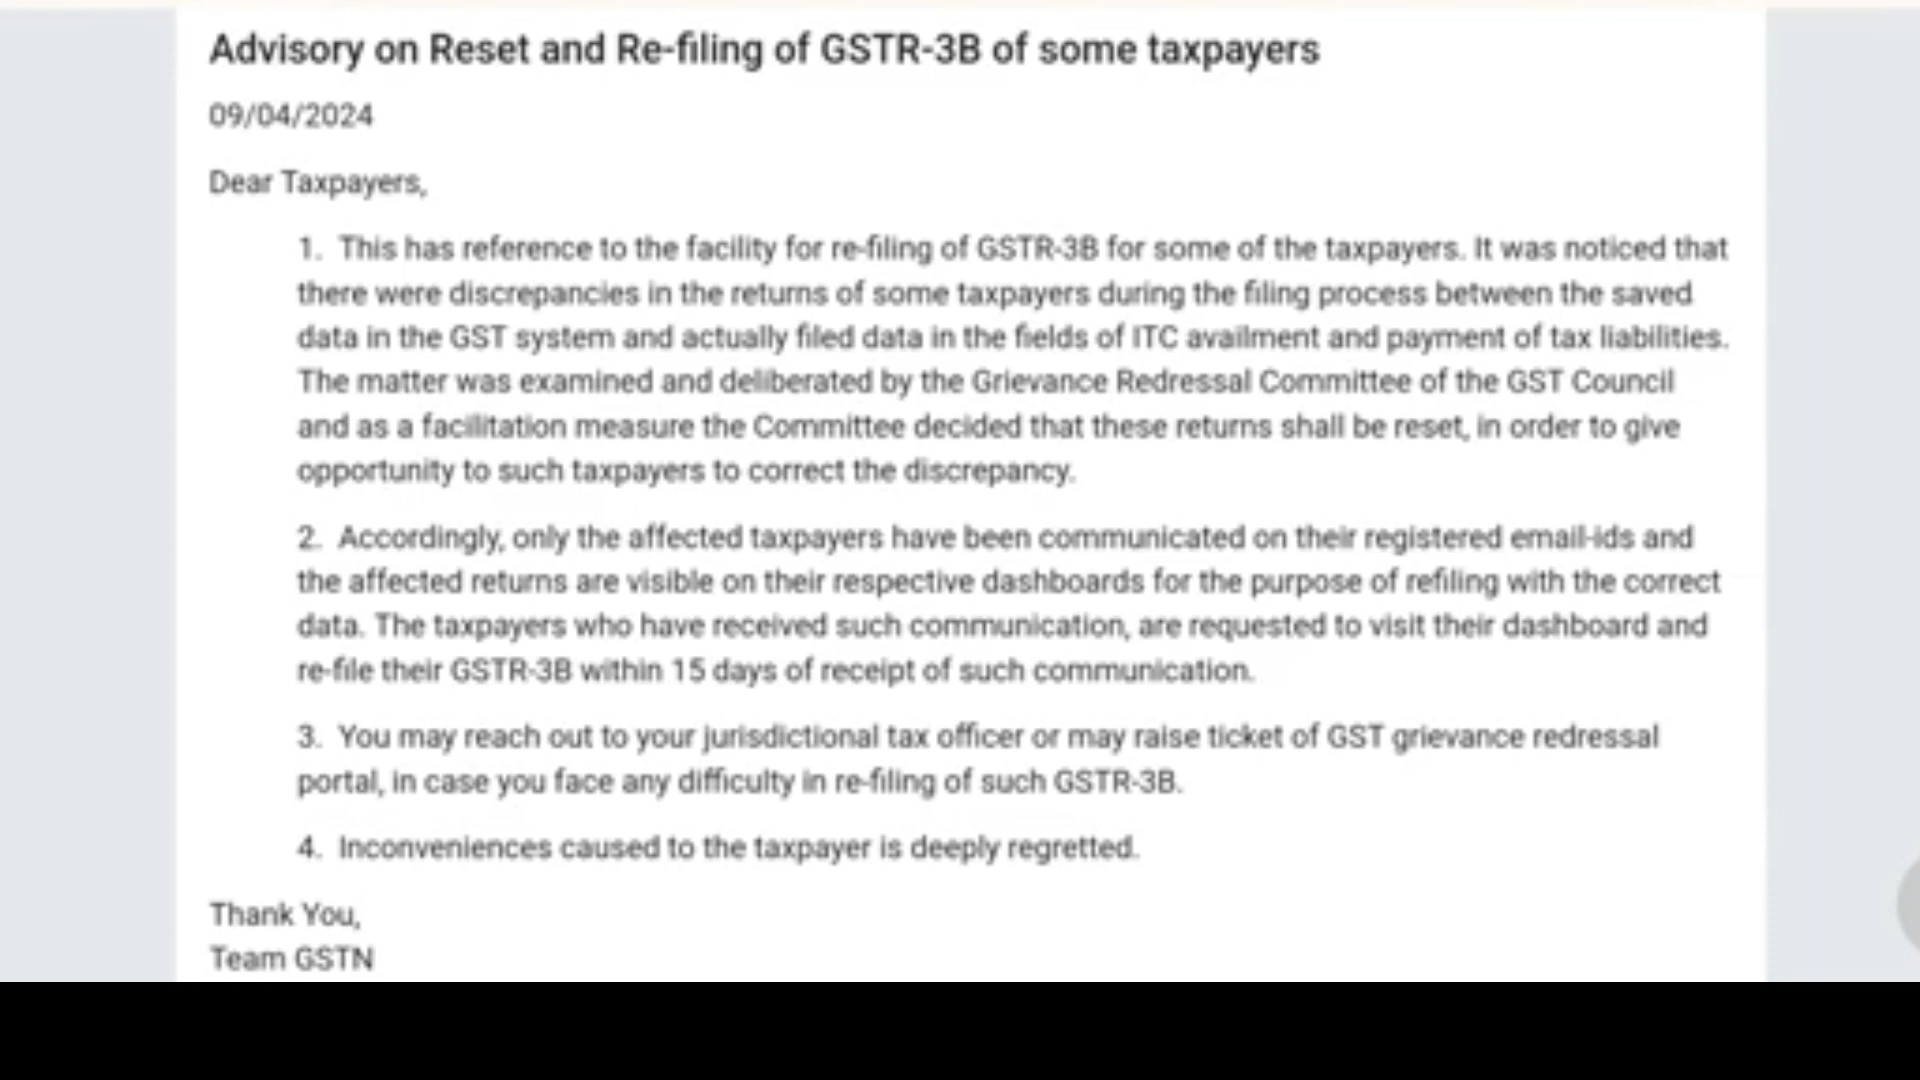 Advisory on Reset and Re-filing of GSTR-3B of some taxpayers
09/04/2024
Dear Taxpayers,
1. This has reference to the facility for re-filing of GSTR-3B for some of the taxpayers. It was noticed that
there were discrepancies in the returns of some taxpayers during the filing process between the saved
data in the GST system and actually filed data in the fields of ITC availment and payment of tax liabilities.
The matter was examined and deliberated by the Grievance Redressal Committee of the GST Council
and as a facilitation measure the Committee decided that these returns shall be reset, in order to give
opportunity to such taxpayers to correct the discrepancy.
2. Accordingly, only the affected taxpayers have been communicated on their registered email-ids and
the affected returns are visible on their respective dashboards for the purpose of refiling with the correct
data. The taxpayers who have received such communication, are requested to visit their dashboard and
re-file their GSTR-3B within 15 days of receipt of such communication.
3. You may reach out to your jurisdictional tax officer or may raise ticket of GST grievance redressal
portal, in case you face any difficulty in re-filing of such GSTR-3B.
4. Inconveniences caused to the taxpayer is deeply regretted.
Thank You,
Team GSTN